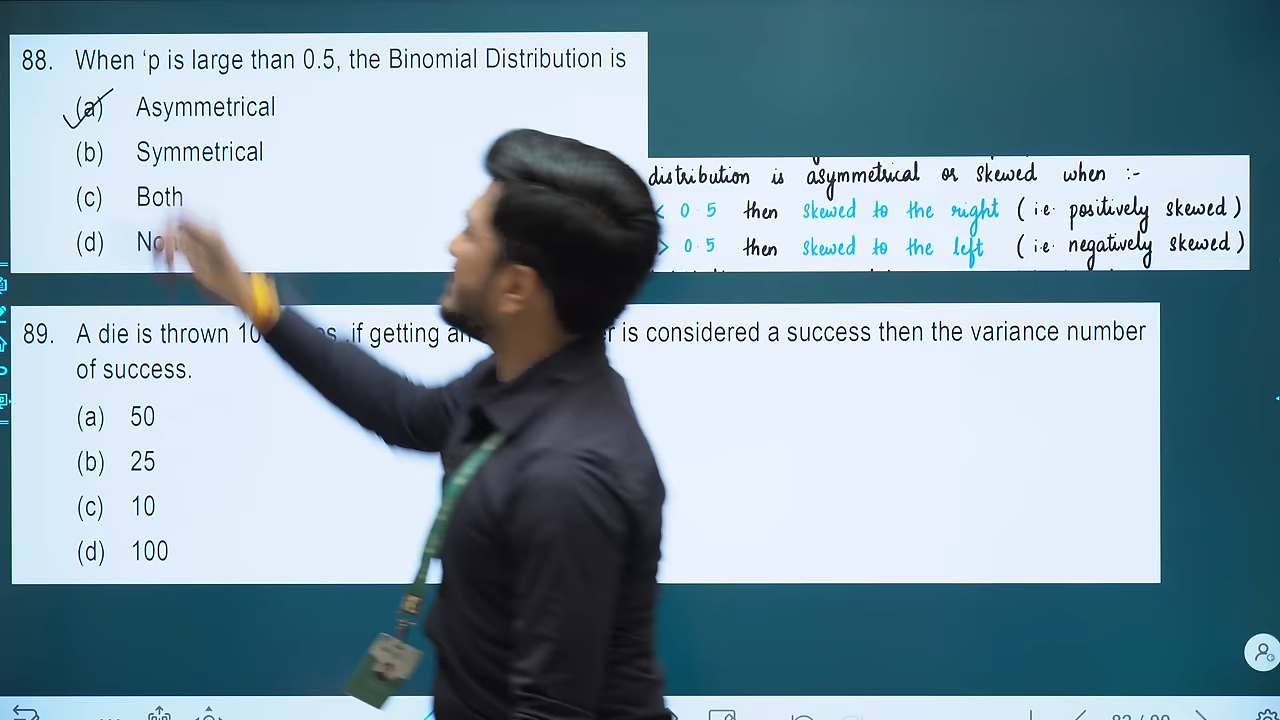 88. When ‘p is large than 0.5, the Binomial Distribution is
(a) Asymmetrical
(b) Symmetrical
(c) Both
(d)
distribution is asymmetrical or skewed when :-
< 0.5 then skewed to the right (i.e. positively skewed)
> 0.5 then skewed to the left (i.e. negatively skewed)
89. A die is thrown ,if getting is considered a success then the variance number
of success.
(a) 50
(b) 25
(c) 10
(d) 100